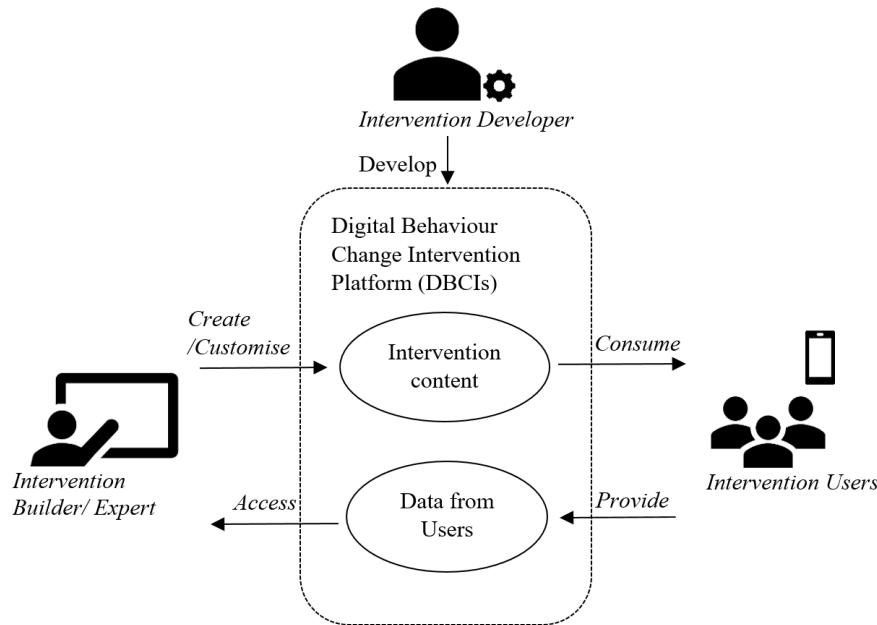 Intervention Developer
Develop
Digital Behaviour
Change Intervention
Platform (DBCIs)
Create
/Customise
Intervention
content
Consume
Intervention
Builder/ Expert
Access
Data from
Users
Provide
Intervention Users